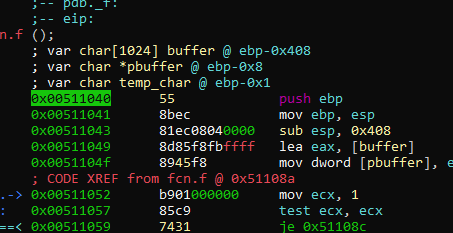 ;-- pdb._f:
;-- eip:
n.f ();
; var char[1024] buffer @ ebp-0x408
; var char *pbuffer @ ebp-0x8
; var char temp_char @ ebp-0x1
0x00511040 55 push ebp
0x00511041 8bec mov ebp, esp
0x00511043 81ec08040000 sub esp, 0x408
0x00511049 8d85f8fbffff lea eax, [buffer]
0x0051104f 8945f8 mov dword [pbuffer], e
; CODE XREF from fcn.f @ 0x51108a
.-> 0x00511052 b901000000 mov ecx, 1
: 0x00511057 85c9 test ecx, ecx
==< 0x00511059 7431 je 0x51108c